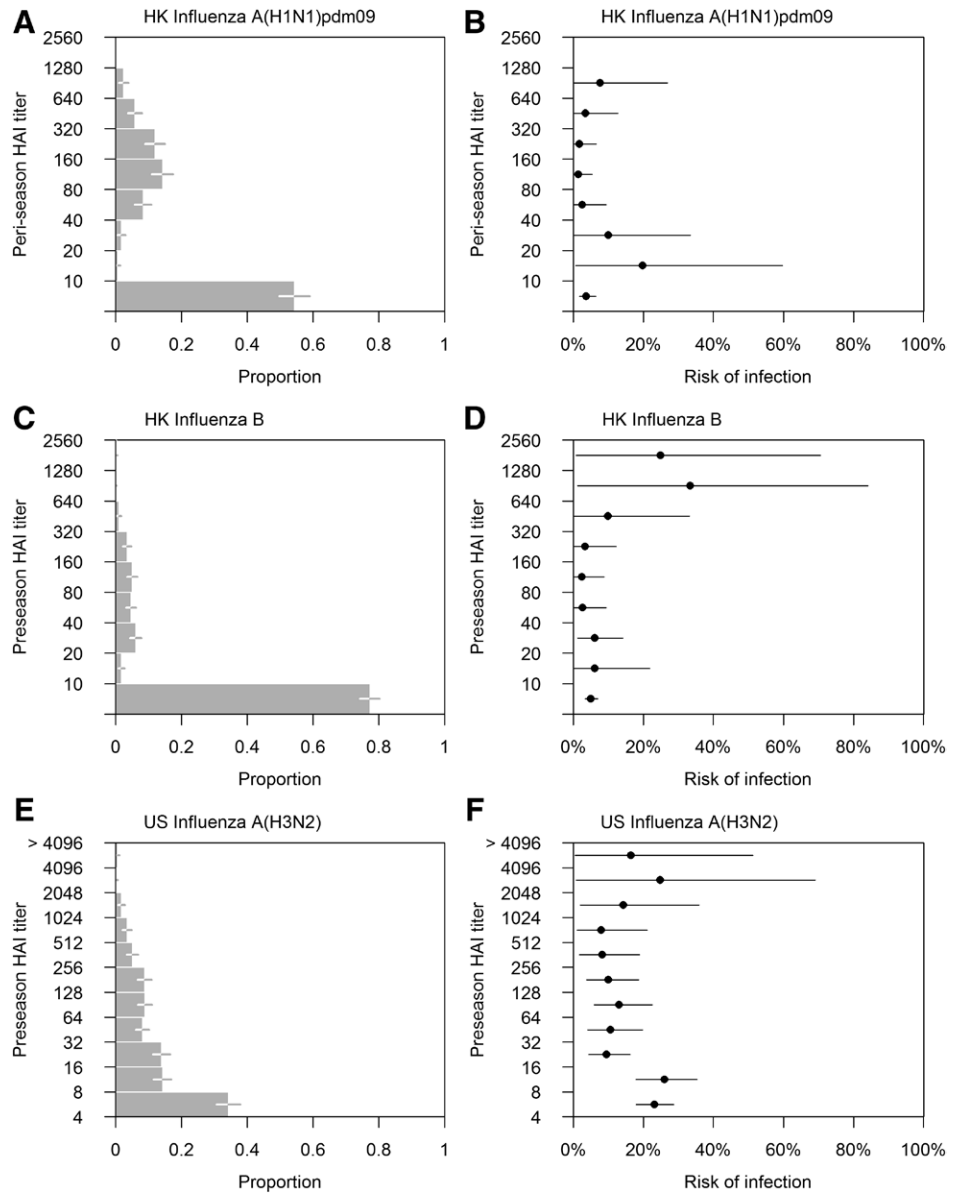 A HK Influenza A(H1N1)pdm09
2560
1280
640
320
160
80
40
20
10
Peri-season HAI titer
0 0.2 0.4 0.6 0.8 1
Proportion
B HK Influenza A(H1N1)pdm09
2560
1280
640
320
160
80
40
20
10
Peri-season HAI titer
0% 20% 40% 60% 80% 100%
Risk of infection
C HK Influenza B
2560
1280
640
320
160
80
40
20
10
Preseason HAI titer
0 0.2 0.4 0.6 0.8 1
Proportion
D HK Influenza B
2560
1280
640
320
160
80
40
20
10
Preseason HAI titer
0% 20% 40% 60% 80% 100%
Risk of infection
E US Influenza A(H3N2)
> 4096
4096
2048
1024
512
256
128
64
32
16
8
4
Preseason HAI titer
0 0.2 0.4 0.6 0.8 1
Proportion
F US Influenza A(H3N2)
> 4096
4096
2048
1024
512
256
128
64
32
16
8
4
Preseason HAI titer
0% 20% 40% 60% 80% 100%
Risk of infection